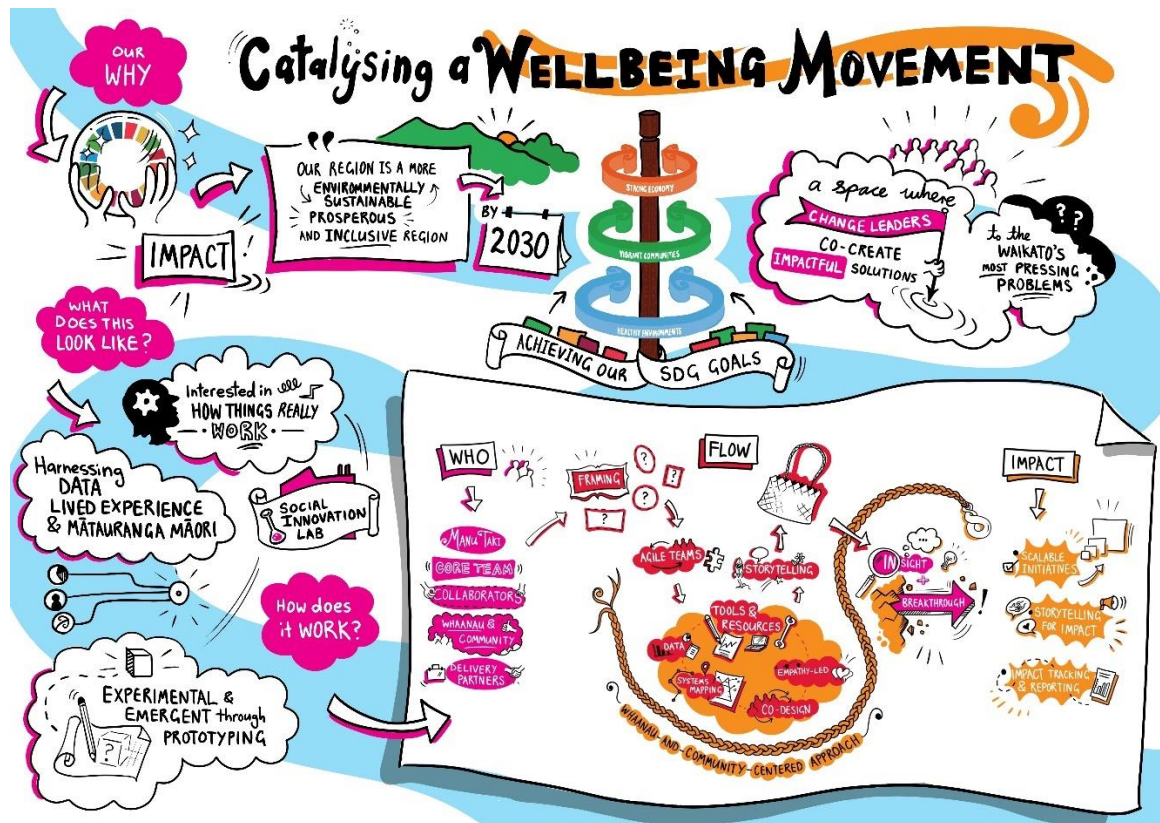 Catalysing a WELLBEING MOVEMENT
OUR
WHY
IMPACT
"
OUR REGION IS A MORE
ENVIRONMENTALLY
SUSTAINABLE
PROSPEROUS
AND INCLUSIVE REGION
BY
2030
STRONG ECONOMY
VIBRANT COMMUNITIES
HEALTHY ENVIRONMENTS
ACHIEVING OUR SDG GOALS
a space where
CHANGE LEADERS
CO-CREATE
IMPACTFUL SOLUTIONS
to the
WAIKATO'S
MOST PRESSING
PROBLEMS
? ?
WHAT
DOES THIS
LOOK LIKE?
Interested in
HOW THINGS REALLY
WORK
Harnessing
DATA
LIVED EXPERIENCE
& MĀTAURANGA MĀORI
SOCIAL
INNOVATION
LAB
How does
it WORK?
EXPERIMENTAL &
EMERGENT through
PROTOTYPING
?
WHO
MANU TAKI
CORE TEAM
COLLABORATORS
WHAANAU &
COMMUNITY
DELIVERY
PARTNERS
FLOW
FRAMING
?
?
?
?
AGILE TEAMS
STORYTELLING
TOOLS &
RESOURCES
DATA
EMPATHY-LED
SYSTEMS
MAPPING
CO-DESIGN
WHAANAU AND COMMUNITY-CENTERED APPROACH
INSIGHT
+
BREAKTHROUGH
!
IMPACT
SCALABLE
INITIATIVES
STORYTELLING
FOR IMPACT
IMPACT TRACKING
& REPORTING